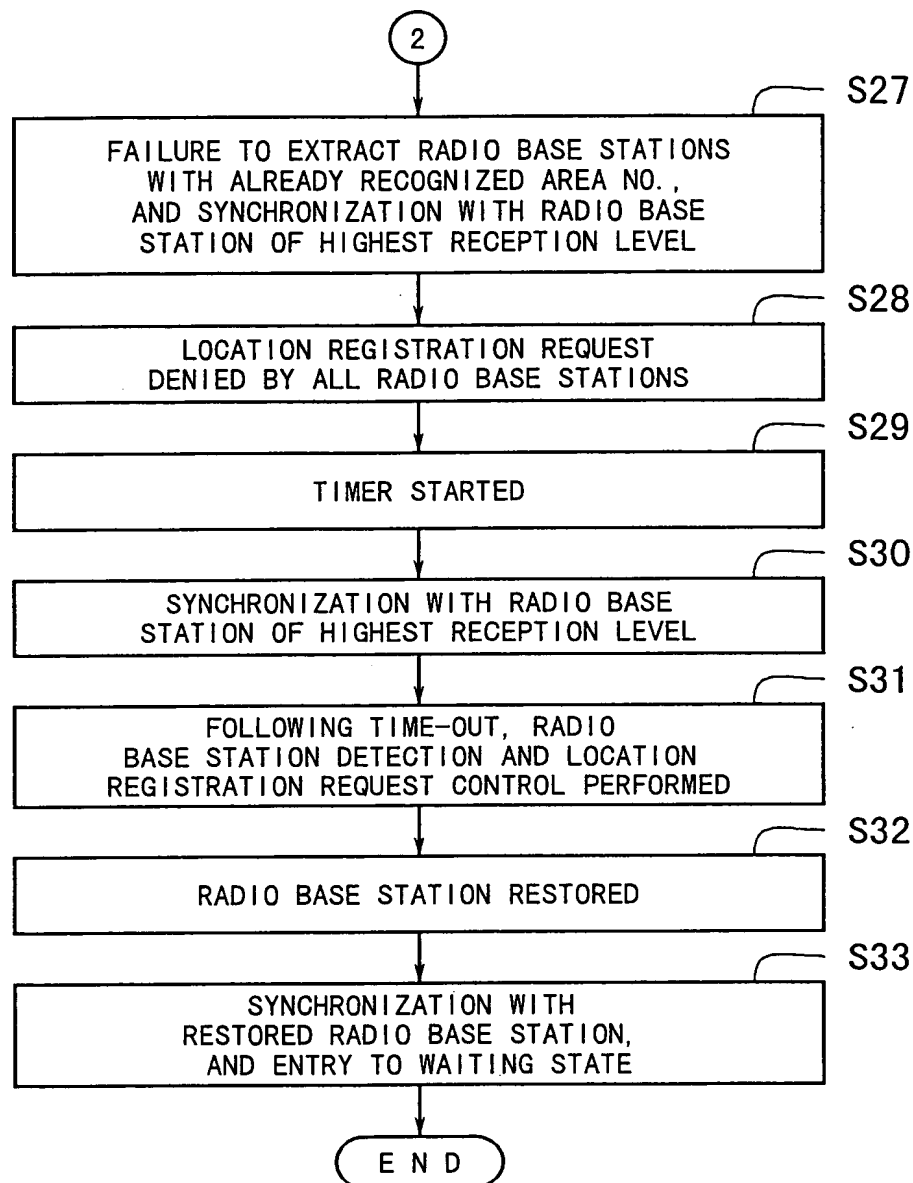 2
S27
FAILURE TO EXTRACT RADIO BASE STATIONS
WITH ALREADY RECOGNIZED AREA NO.,
AND SYNCHRONIZATION WITH RADIO BASE
STATION OF HIGHEST RECEPTION LEVEL
S28
LOCATION REGISTRATION REQUEST
DENIED BY ALL RADIO BASE STATIONS
S29
TIMER STARTED
S30
SYNCHRONIZATION WITH RADIO BASE
STATION OF HIGHEST RECEPTION LEVEL
S31
FOLLOWING TIME-OUT, RADIO
BASE STATION DETECTION AND LOCATION
REGISTRATION REQUEST CONTROL PERFORMED
S32
RADIO BASE STATION RESTORED
S33
SYNCHRONIZATION WITH
RESTORED RADIO BASE STATION,
AND ENTRY TO WAITING STATE
END